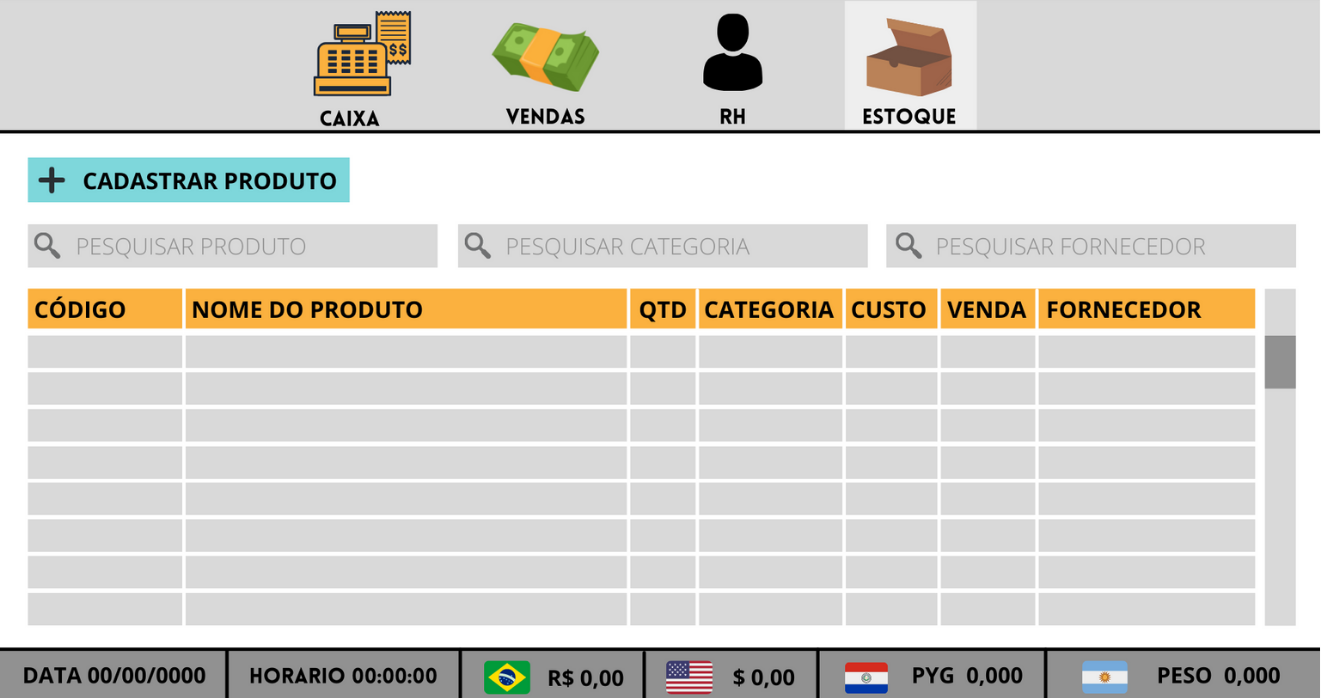 $$
CAIXA
VENDAS
RH
ESTOQUE
+ CADASTRAR PRODUTO
PESQUISAR PRODUTO
PESQUISAR CATEGORIA
PESQUISAR FORNECEDOR
CÓDIGO NOME DO PRODUTO QTD CATEGORIA CUSTO VENDA FORNECEDOR
DATA 00/00/0000 HORARIO 00:00:00 R$ 0,00 $ 0,00 PYG 0,000 PESO 0,000